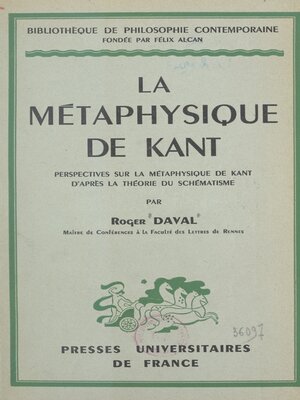 BIBLIOTHÈQUE DE PHILOSOPHIE CONTEMPORAINE
FONDÉE PAR FÉLIX ALCAN
LA
MÉTAPHYSIQUE
DE KANT
PERSPECTIVES SUR LA MÉTAPHYSIQUE DE KANT
D'APRÈS LA THÉORIE DU SCHÉMATISME
PAR
ROGER DAVAL
MAÎTRE DE CONFÉRENCES A LA FACULTÉ DES LETTRES DE RENNES
36097
PRESSES UNIVERSITAIRES
DE FRANCE